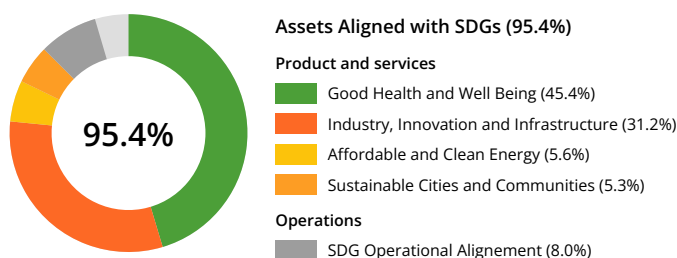 95.4%
Assets Aligned with SDGs (95.4%)
Product and services
Good Health and Well Being (45.4%)
Industry, Innovation and Infrastructure (31.2%)
Affordable and Clean Energy (5.6%)
Sustainable Cities and Communities (5.3%)
Operations
SDG Operational Alignement (8.0%)